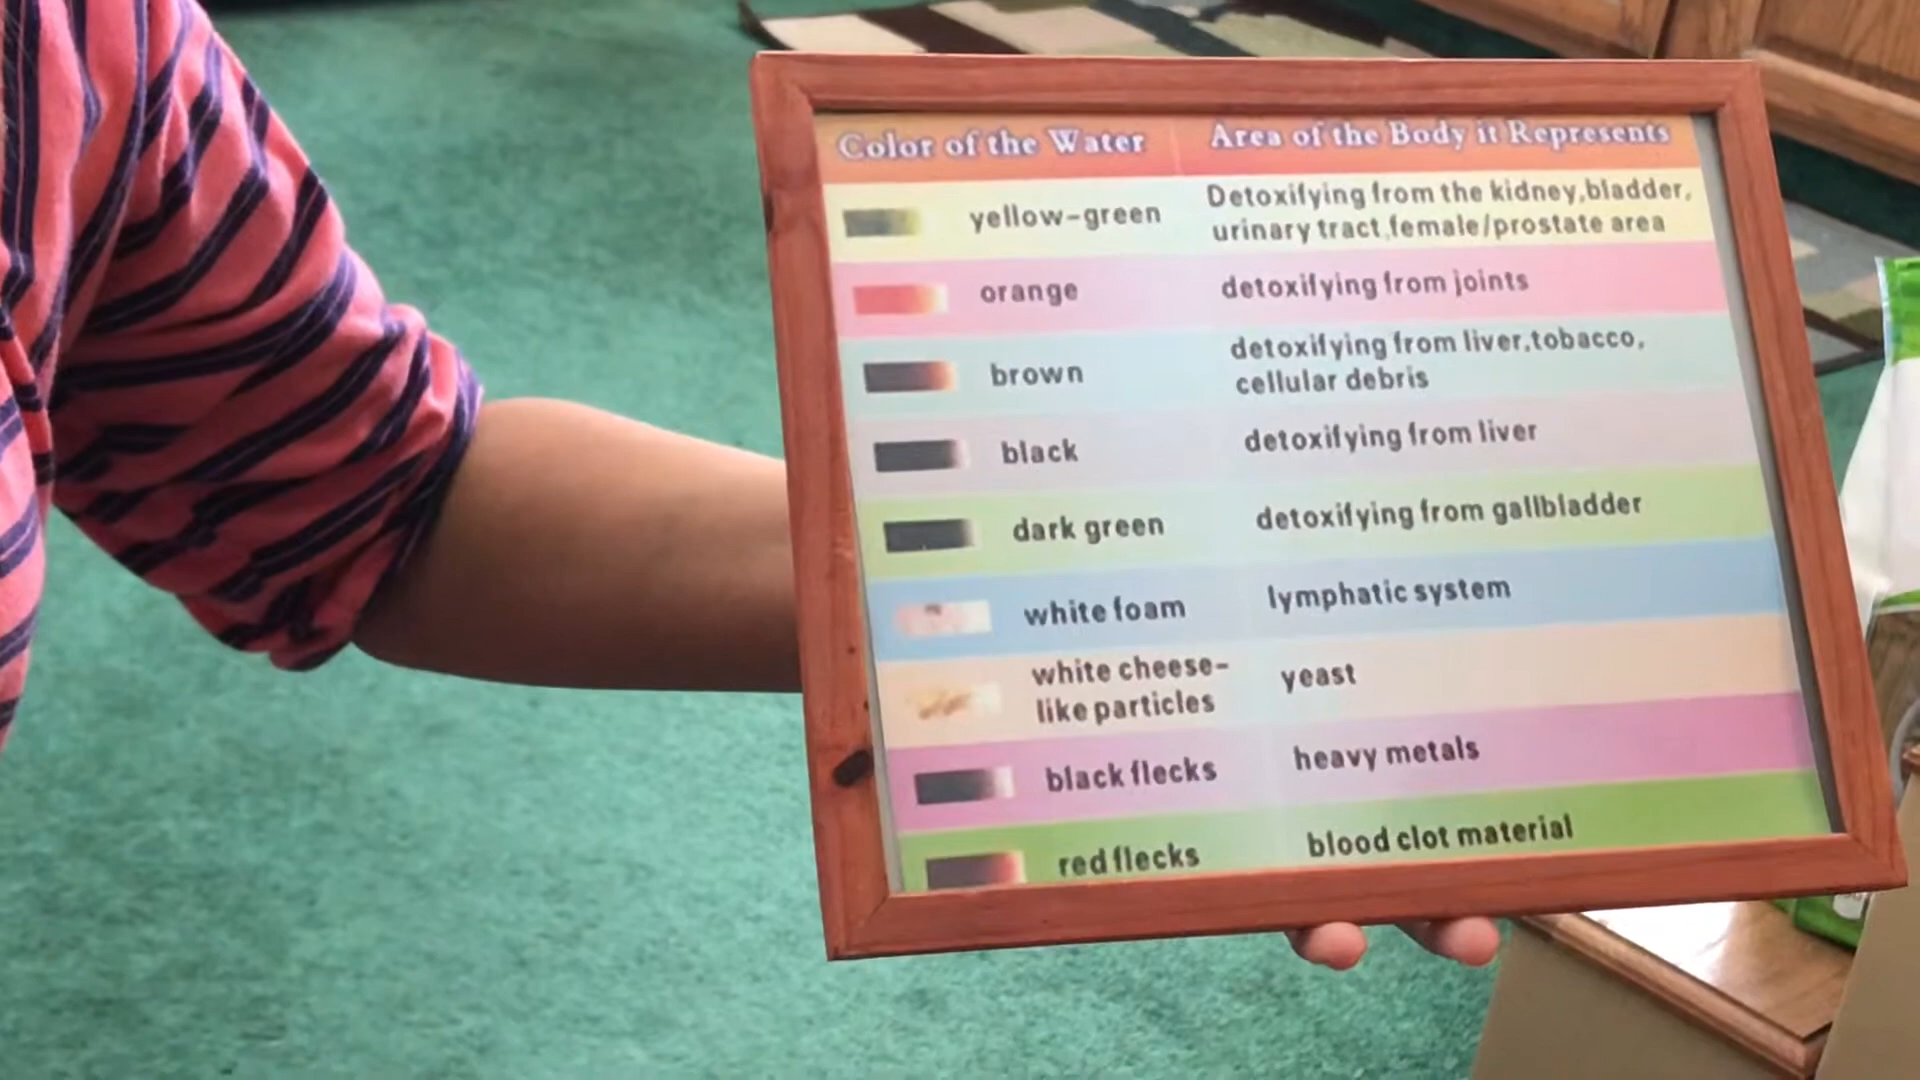 Color of the Water
Area of the Body it Represents
yellow-green
Detoxifying from the kidney,bladder,
urinary tract,female/prostate area
orange
detoxifying from joints
brown
detoxifying from liver,tobacco,
cellular debris
black
detoxifying from liver
dark green
detoxifying from gallbladder
white foam
lymphatic system
white cheese-
like particles
yeast
black flecks
heavy metals
red flecks
blood clot material